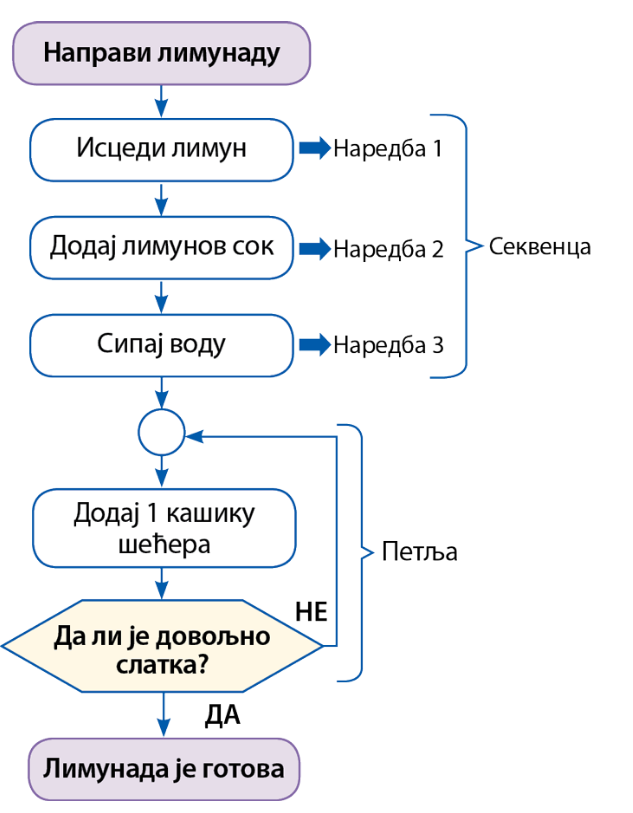 Направи лимунаду
Исцеди лимун
Наредба 1
Додај лимунов сок
Наредба 2
Секвенца
Сипај воду
Наредба 3
Додај 1 кашику
шећера
Петља
НЕ
Да ли је довољно
слатка?
ДА
Лимунада је готова